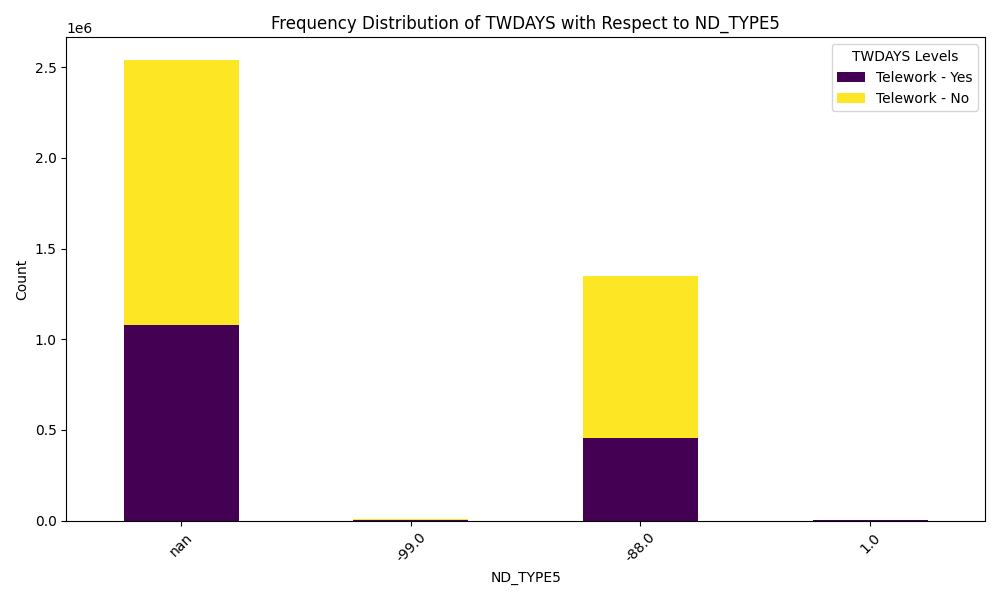 Frequency Distribution of TWDAYS with Respect to ND_TYPE5
1e6
TWDAYS Levels
Telework - Yes
Telework - No
2.5
2.0
1.5
1.0
0.5
0.0
Count
nan
-99.0
-88.0
1.0
ND_TYPE5